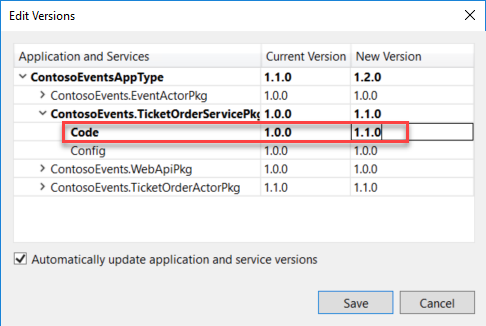 Edit Versions
Application and Services Current Version New Version
ContosoEventsAppType 1.1.0 1.2.0
ContosoEvents.EventActorPkg 1.0.0 1.0.0
ContosoEvents.TicketOrderServicePkg 1.0.0 1.1.0
Code 1.0.0 1.1.0
Config 1.0.0 1.0.0
ContosoEvents.WebApiPkg 1.0.0 1.0.0
ContosoEvents.TicketOrderActorPkg 1.1.0 1.1.0
Automatically update application and service versions
Save Cancel